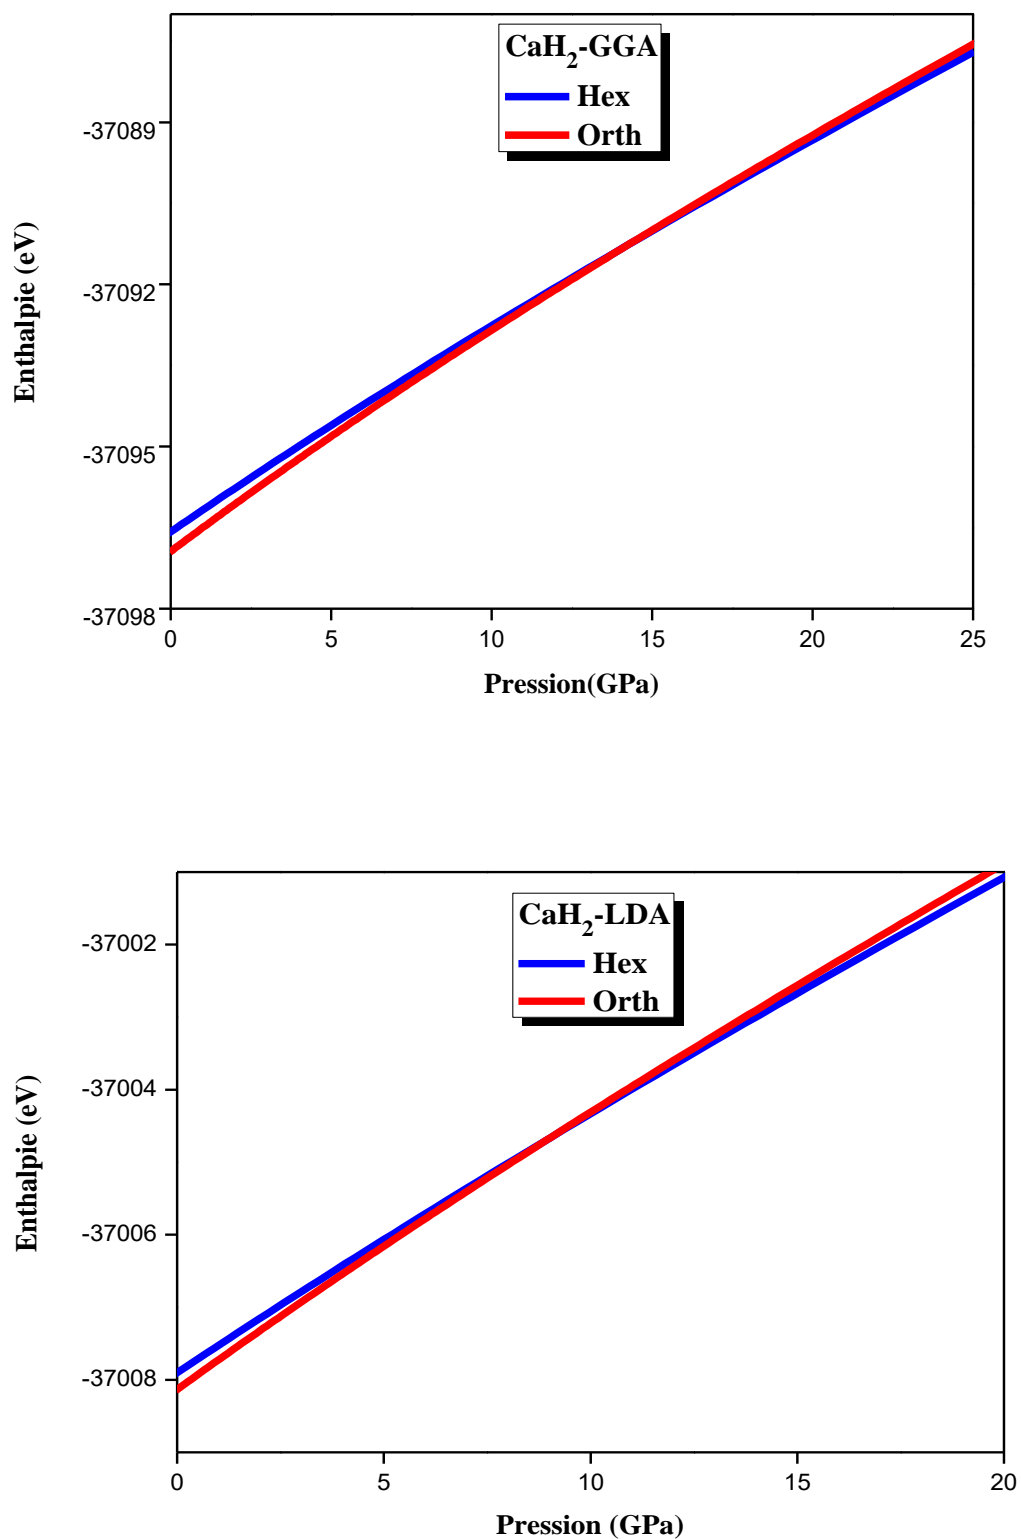 CaH₂-GGA
Hex
Orth
-37089
-37092
-37095
-37098
Enthalpie (eV)
0 5 10 15 20 25
Pression(GPa)
CaH₂-LDA
Hex
Orth
-37002
-37004
-37006
-37008
Enthalpie (eV)
0 5 10 15 20
Pression (GPa)